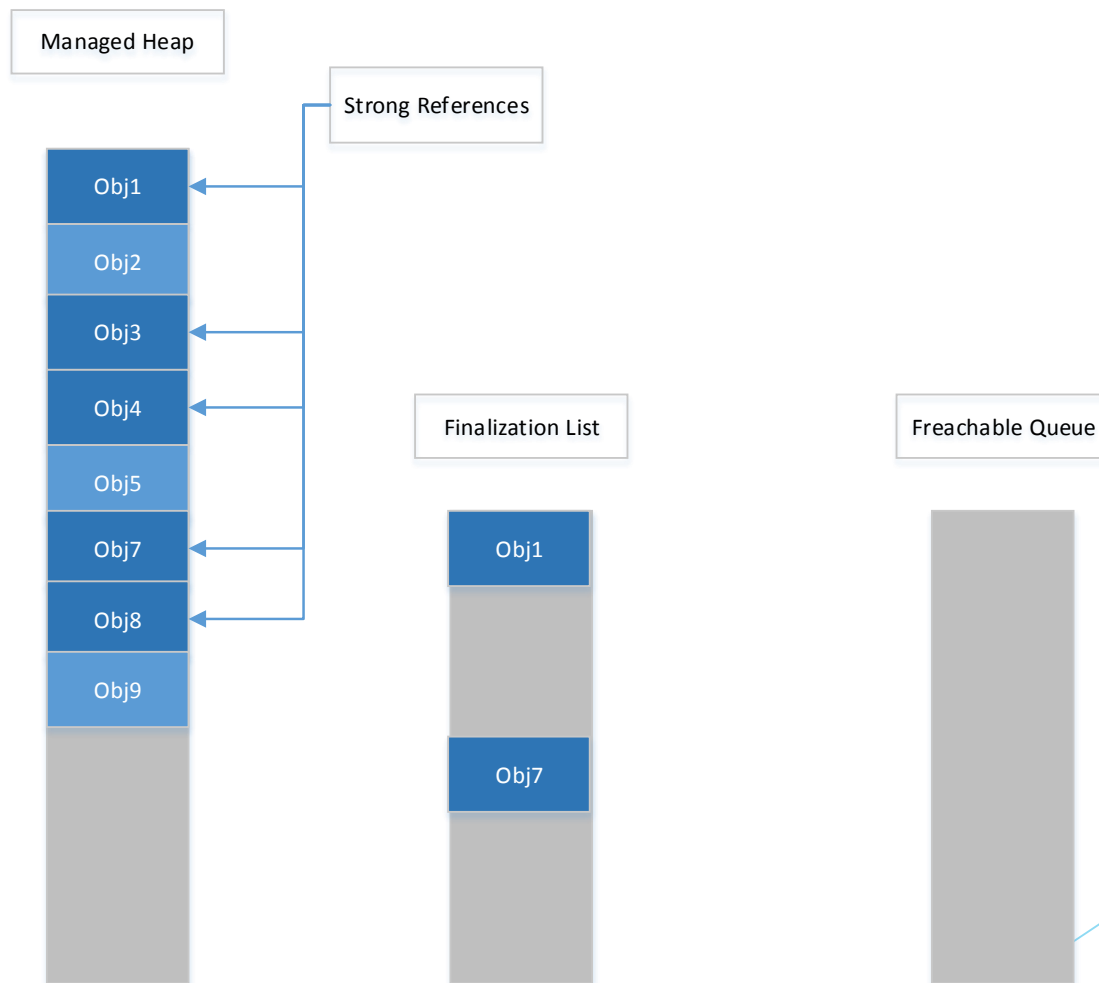 Managed Heap
Strong References
Obj1
Obj2
Obj3
Obj4
Obj5
Obj7
Obj8
Obj9
Finalization List
Obj1
Obj7
Freachable Queue